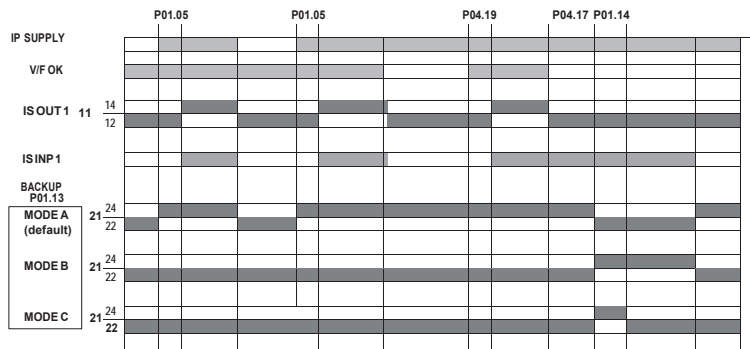 P01.05 P01.05 P04.19 P04.17 P01.14
IP SUPPLY
V/F OK
IS OUT 1 11 14
12
IS INP 1
BACKUP
P01.13
MODE A 21 24
(default) 22
MODE B 21 24
22
MODE C 21 24
22